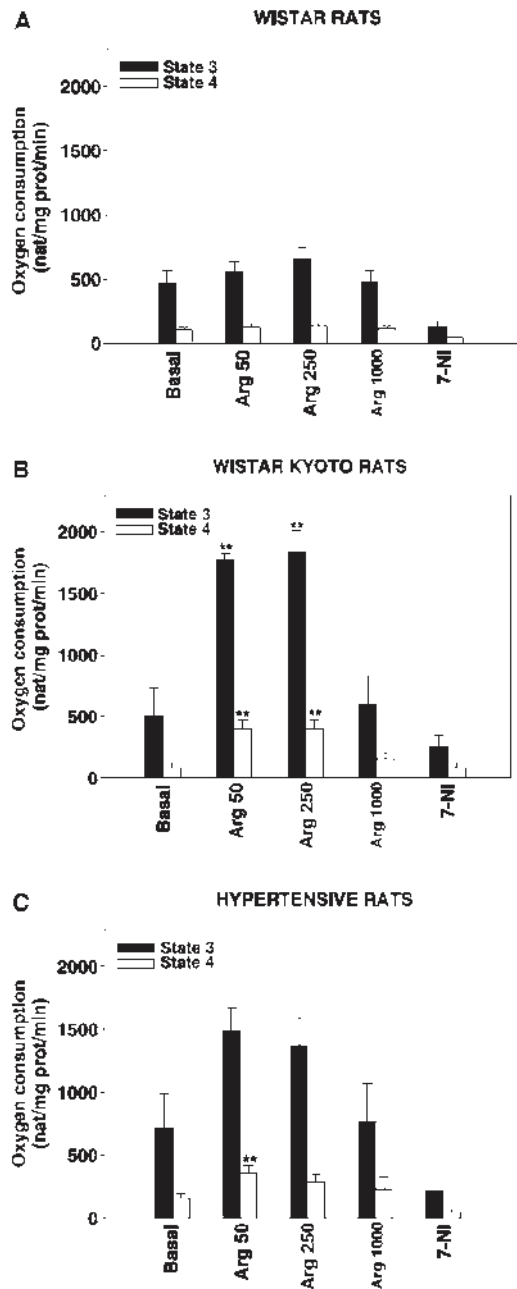 A
WISTAR RATS
State 3
State 4
Oxygen consumption
(nat/mg prot/min)
2000
1500
1000
500
0
Basal
Arg 50
Arg 250
Arg 1000
7-NI
B
WISTAR KYOTO RATS
State 3
State 4
Oxygen consumption
(nat/mg prot/min)
2000
1500
1000
500
0
**
**
**
**
Basal
Arg 50
Arg 250
Arg 1000
7-NI
C
HYPERTENSIVE RATS
State 3
State 4
Oxygen consumption
(nat/mg prot/min)
2000
1500
1000
500
0
**
Basal
Arg 50
Arg 250
Arg 1000
7-NI